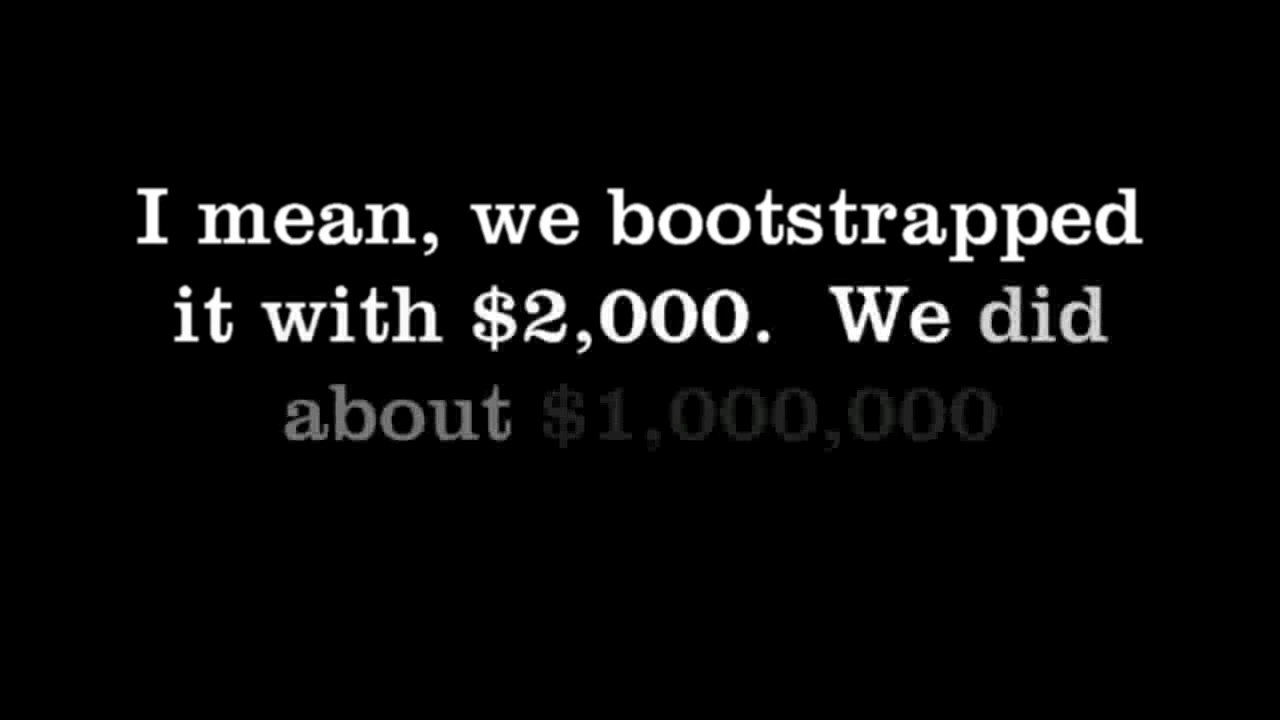 I mean, we bootstrapped
it with $2,000.  We did
about $1,000,000